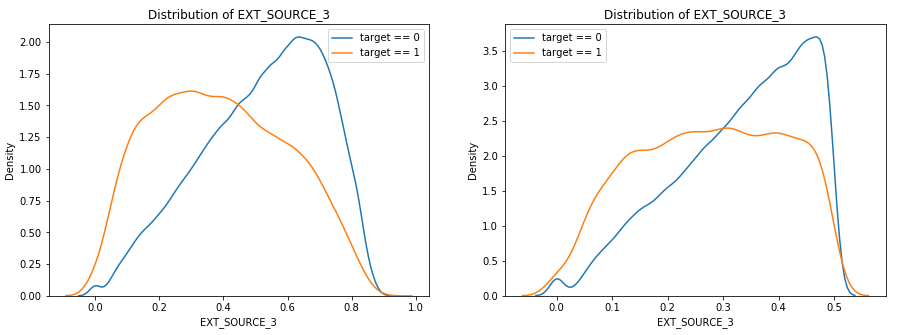 Distribution of EXT_SOURCE_3
target == 0
target == 1
Density
2.00
1.75
1.50
1.25
1.00
0.75
0.50
0.25
0.00
0.0 0.2 0.4 0.6 0.8 1.0
EXT_SOURCE_3
Distribution of EXT_SOURCE_3
target == 0
target == 1
Density
3.5
3.0
2.5
2.0
1.5
1.0
0.5
0.0
0.0 0.1 0.2 0.3 0.4 0.5
EXT_SOURCE_3